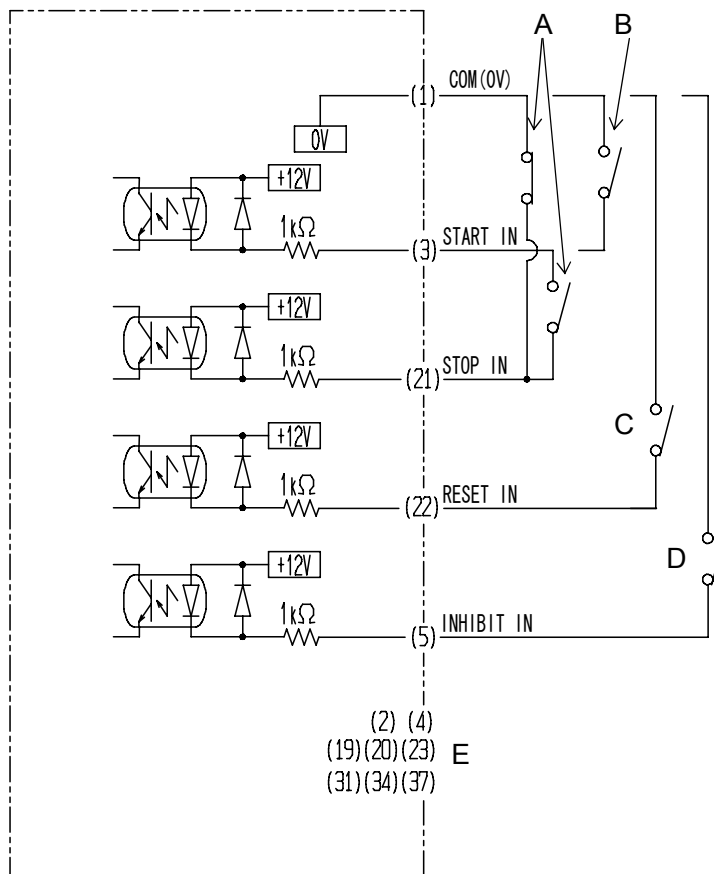 A
B
(1) COM(0V)
0V
+12V
1kΩ
(3) START IN
+12V
1kΩ
(21) STOP IN
C
+12V
1kΩ
(22) RESET IN
D
+12V
1kΩ
(5) INHIBIT IN
(2) (4)
(19)(20)(23) E
(31)(34)(37)